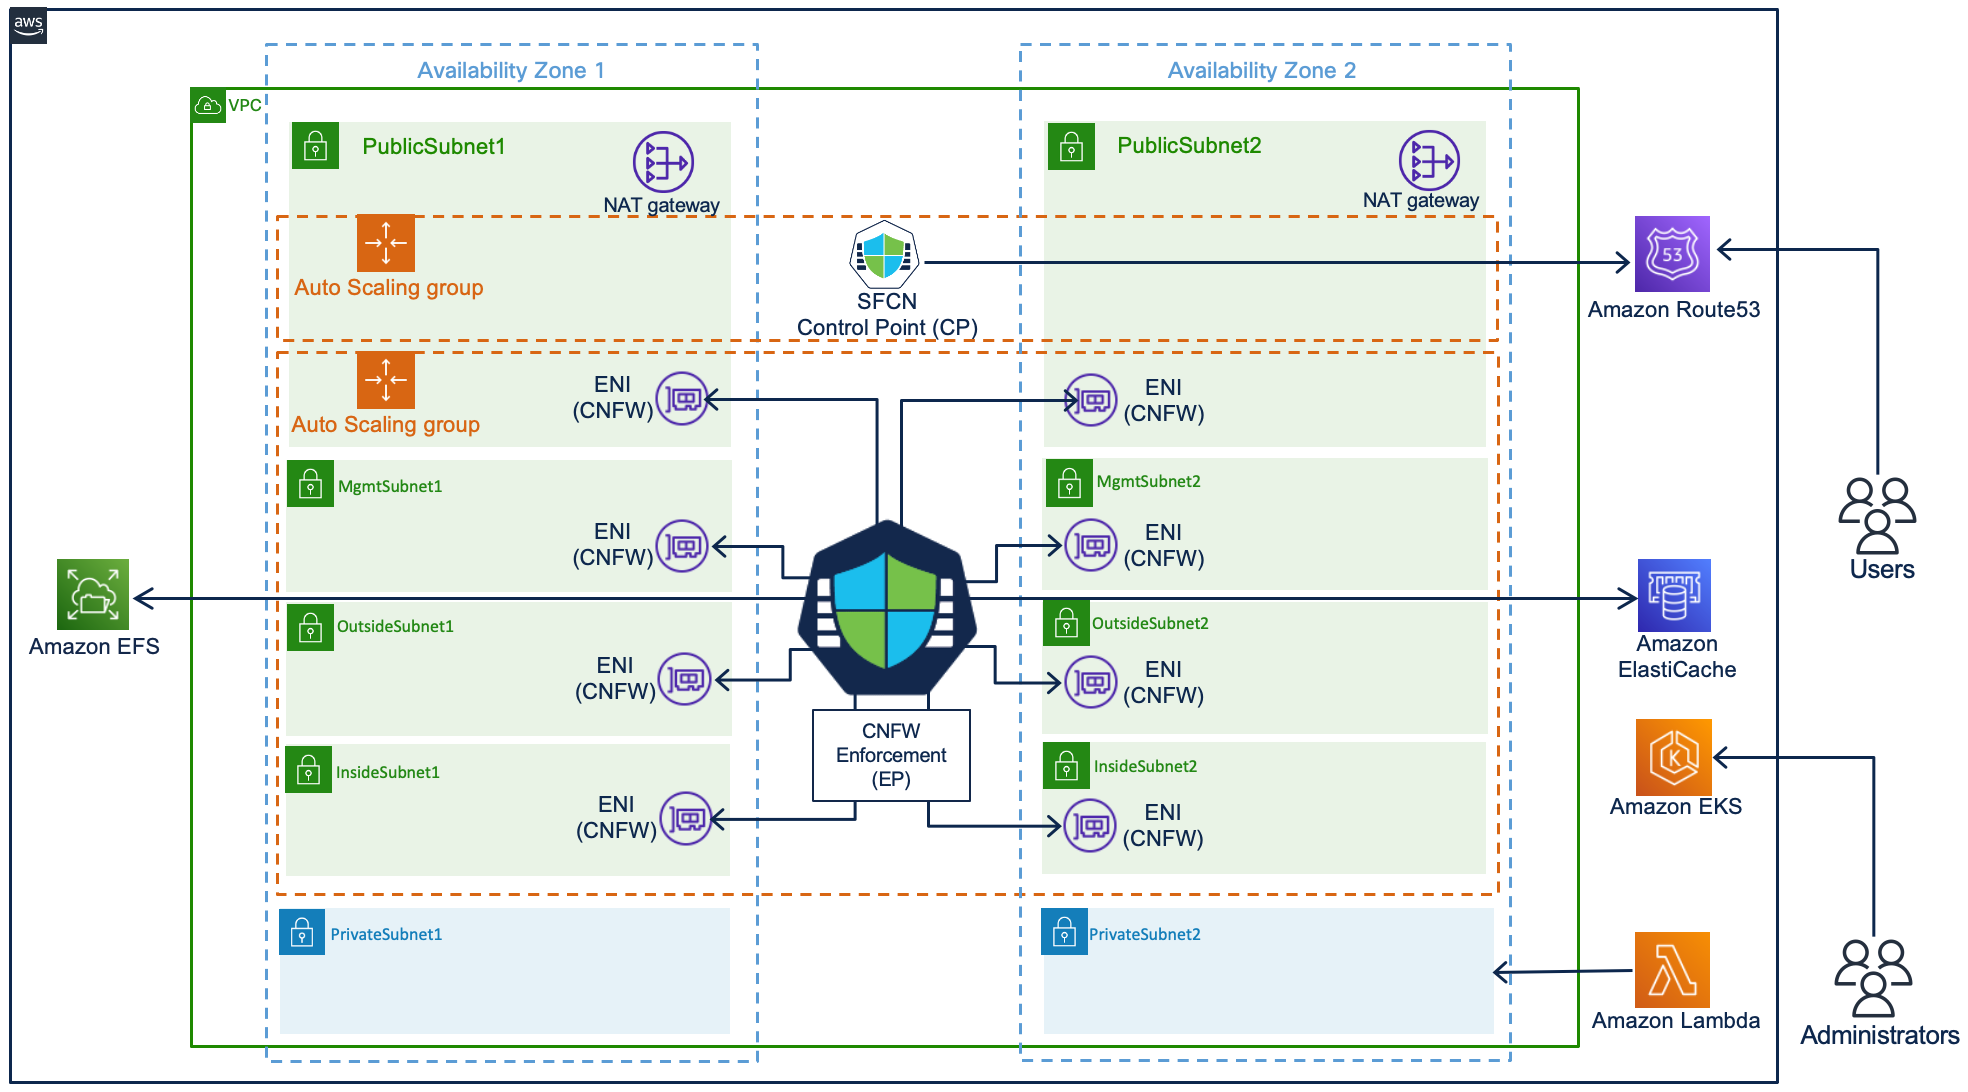 aws
Availability Zone 1
Availability Zone 2
VPC
PublicSubnet1
NAT gateway
PublicSubnet2
NAT gateway
Auto Scaling group
SFCN
Control Point (CP)
53
Amazon Route53
Auto Scaling group
ENI
(CNFW)
ENI
(CNFW)
MgmtSubnet1
ENI
(CNFW)
MgmtSubnet2
ENI
(CNFW)
Users
Amazon EFS
OutsideSubnet1
ENI
(CNFW)
OutsideSubnet2
ENI
(CNFW)
Amazon
ElastiCache
CNFW
Enforcement
(EP)
InsideSubnet1
ENI
(CNFW)
InsideSubnet2
ENI
(CNFW)
K
Amazon EKS
PrivateSubnet1
PrivateSubnet2
Amazon Lambda
Administrators